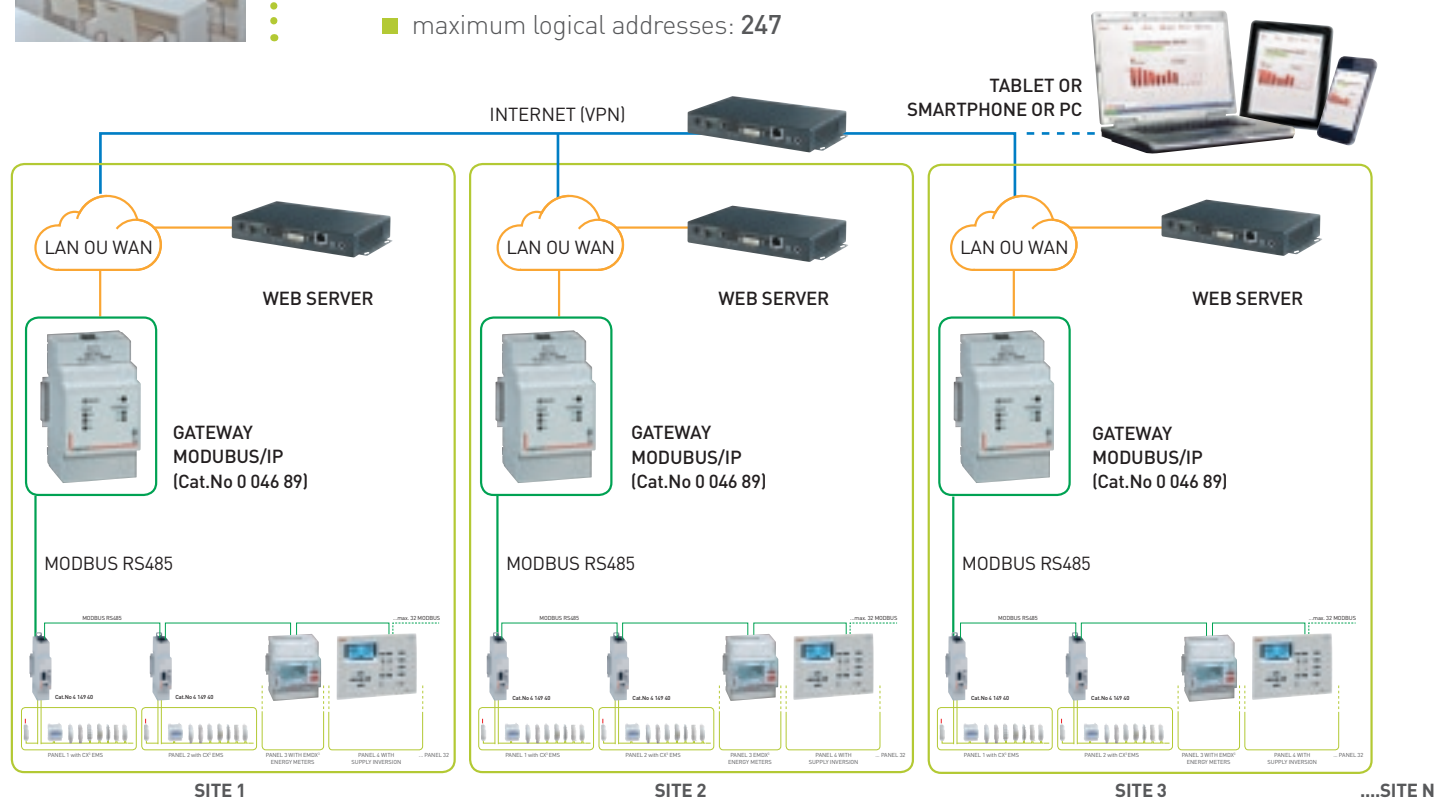 ■ maximum logical addresses: 247
TABLET OR
SMARTPHONE OR PC
INTERNET (VPN)
LAN OU WAN
WEB SERVER
GATEWAY
MODUBUS/IP
(Cat.No 0 046 89)
MODBUS RS485
MODBUS RS485
...max. 32 MODBUS
Cat.No 4 149 40
Cat.No 4 149 40
PANEL 1 with CX³ EMS
PANEL 2 with CX³ EMS
PANEL 3 WITH EMDX³
ENERGY METERS
PANEL 4 WITH
SUPPLY INVERSION
... PANEL 32
SITE 1
LAN OU WAN
WEB SERVER
GATEWAY
MODUBUS/IP
(Cat.No 0 046 89)
MODBUS RS485
MODBUS RS485
...max. 32 MODBUS
Cat.No 4 149 40
Cat.No 4 149 40
PANEL 1 with CX³ EMS
PANEL 2 with CX³ EMS
PANEL 3 EMDX³
ENERGY METERS
PANEL 4 WITH
SUPPLY INVERSION
... PANEL 32
SITE 2
LAN OU WAN
WEB SERVER
GATEWAY
MODUBUS/IP
(Cat.No 0 046 89)
MODBUS RS485
MODBUS RS485
...max. 32 MODBUS
Cat.No 4 149 40
Cat.No 4 149 40
PANEL 1 with CX³ EMS
PANEL 2 with CX³ EMS
PANEL 3 WITH EMDX³
ENERGY METERS
PANEL 4 WITH
SUPPLY INVERSION
... PANEL 32
SITE 3
....SITE N